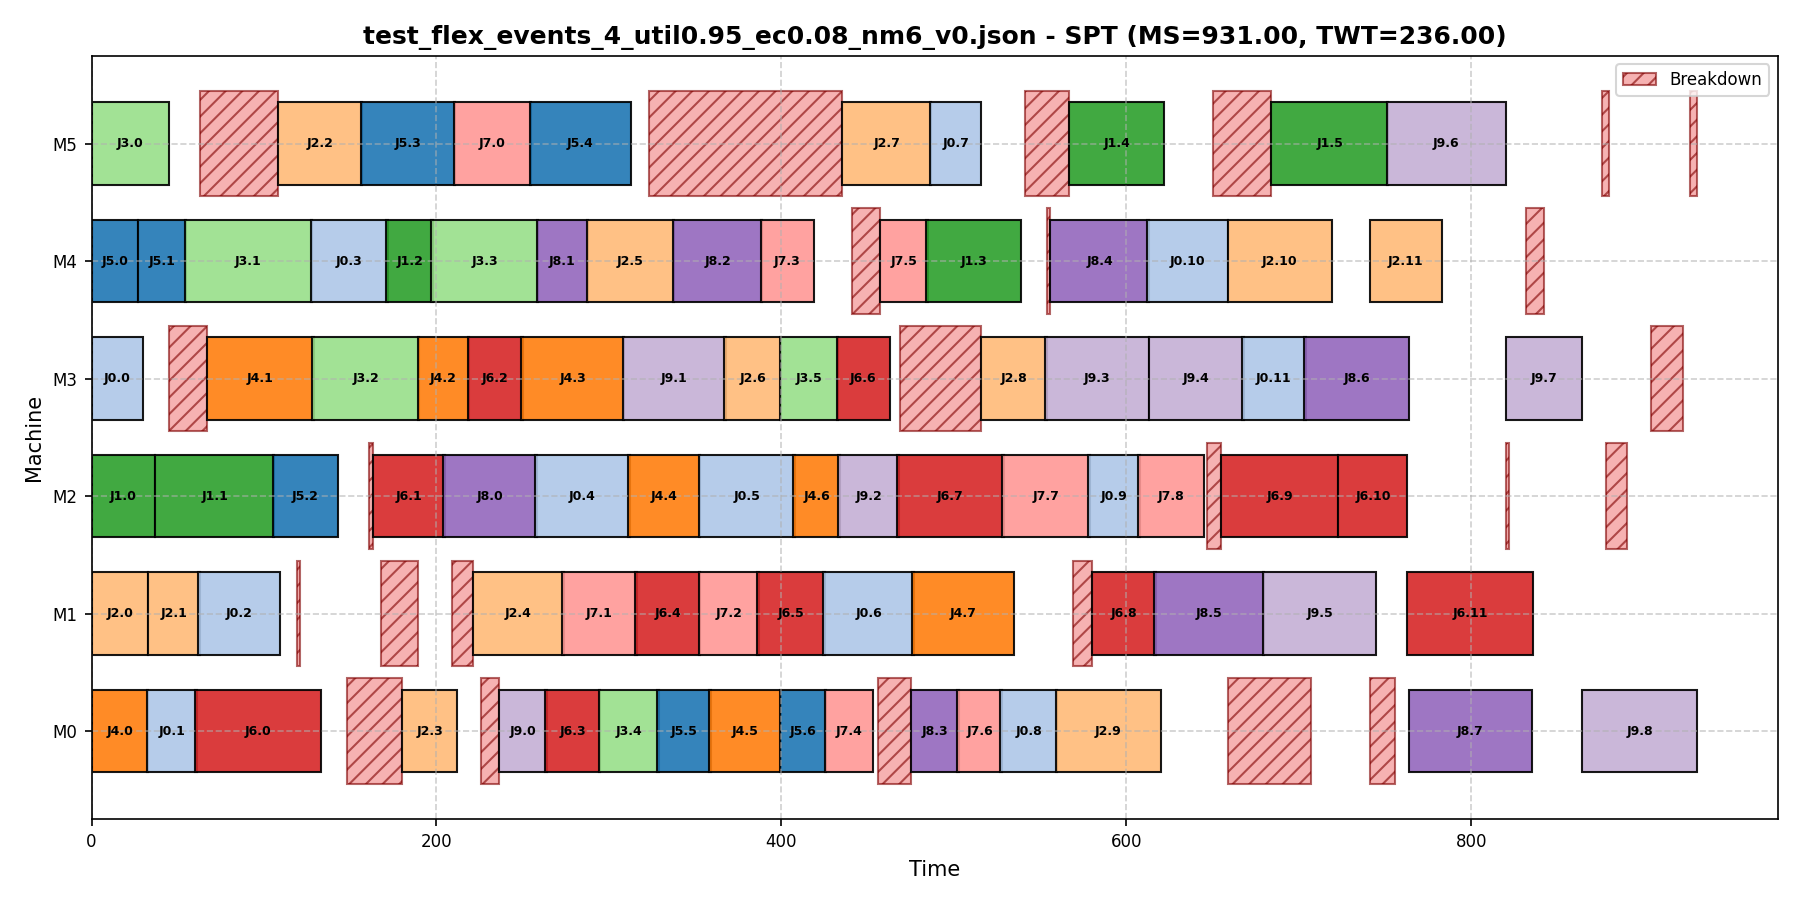 test_flex_events_4_util0.95_ec0.08_nm6_v0.json - SPT (MS=931.00, TWT=236.00)
Breakdown
M5 J3.0 J2.2 J5.3 J7.0 J5.4 J2.7 J0.7 J1.4 J1.5 J9.6
M4 J5.0 J5.1 J3.1 J0.3 J1.2 J3.3 J8.1 J2.5 J8.2 J7.3 J7.5 J1.3 J8.4 J0.10 J2.10 J2.11
M3 J0.0 J4.1 J3.2 J4.2 J6.2 J4.3 J9.1 J2.6 J3.5 J6.6 J2.8 J9.3 J9.4 J0.11 J8.6 J9.7
M2 J1.0 J1.1 J5.2 J6.1 J8.0 J0.4 J4.4 J0.5 J4.6 J9.2 J6.7 J7.7 J0.9 J7.8 J6.9 J6.10
M1 J2.0 J2.1 J0.2 J2.4 J7.1 J6.4 J7.2 J6.5 J0.6 J4.7 J6.8 J8.5 J9.5 J6.11
M0 J4.0 J0.1 J6.0 J2.3 J9.0 J6.3 J3.4 J5.5 J4.5 J5.6 J7.4 J8.3 J7.6 J0.8 J2.9 J8.7 J9.8
Machine
0 200 400 600 800
Time